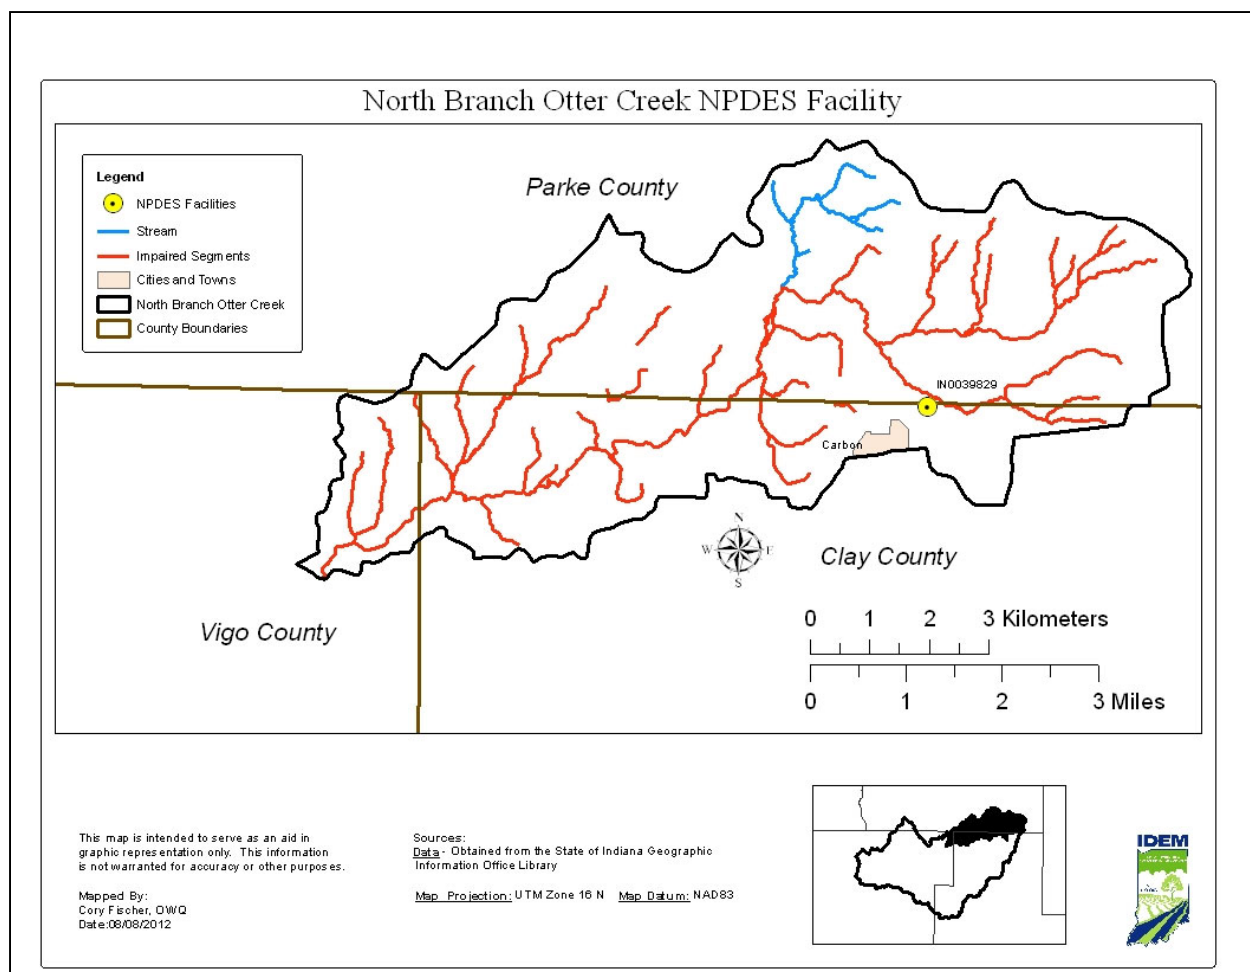 North Branch Otter Creek NPDES Facility
Legend
NPDES Facilities
Stream
Impaired Segments
Cities and Towns
North Branch Otter Creek
County Boundaries
Parke County
IN0039829
Carbon
N
W E
S
Clay County
Vigo County
0 1 2 3 Kilometers
0 1 2 3 Miles
This map is intended to serve as an aid in
graphic representation only. This information
is not warranted for accuracy or other purposes.
Mapped By:
Cory Fischer, OWQ
Date:08/08/2012
Sources:
Data - Obtained from the State of Indiana Geographic
Information Office Library
Map Projection: UTM Zone 16 N Map Datum: NAD83
IDEM